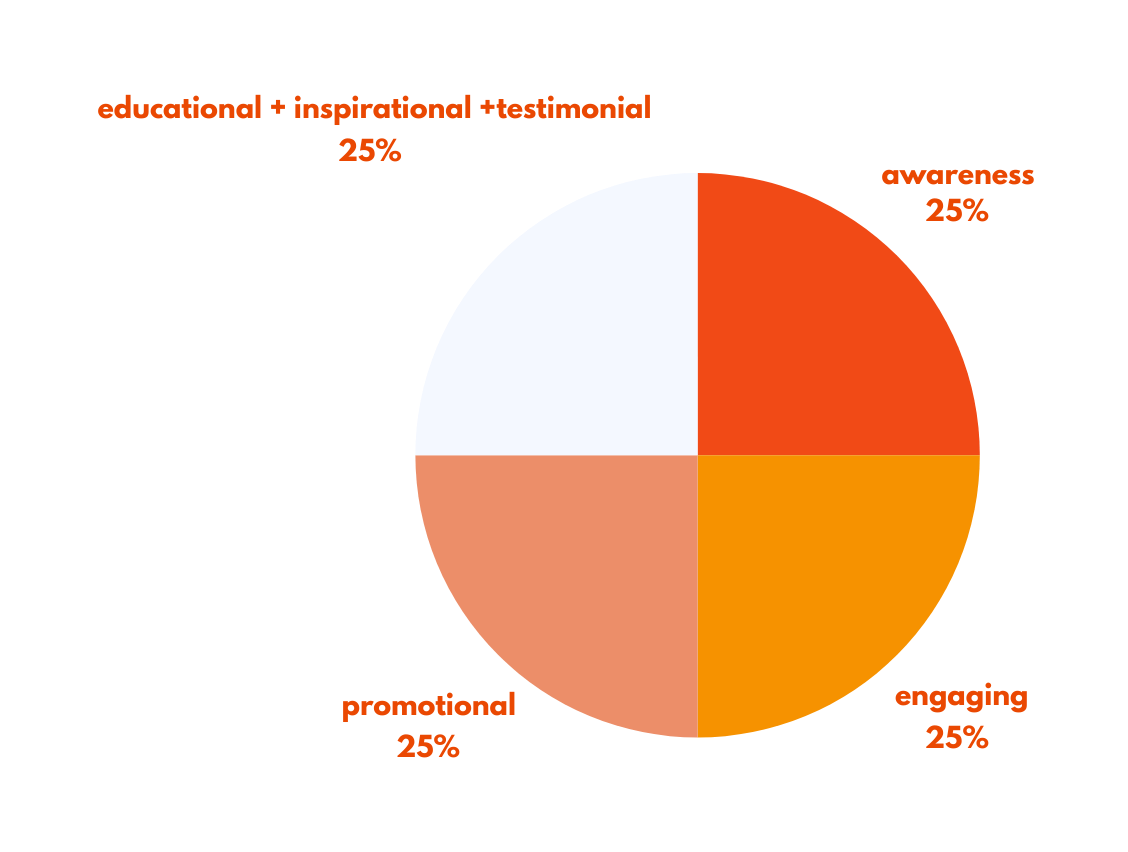 educational + inspirational +testimonial
25%
awareness
25%
promotional
25%
engaging
25%